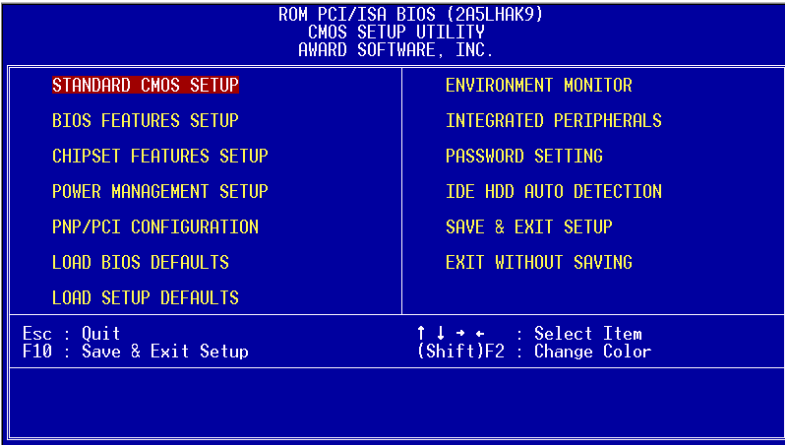 ROM PCI/ISA BIOS (2A5LHAK9)
CMOS SETUP UTILITY
AWARD SOFTWARE, INC.
STANDARD CMOS SETUP
BIOS FEATURES SETUP
CHIPSET FEATURES SETUP
POWER MANAGEMENT SETUP
PNP/PCI CONFIGURATION
LOAD BIOS DEFAULTS
LOAD SETUP DEFAULTS
ENVIRONMENT MONITOR
INTEGRATED PERIPHERALS
PASSWORD SETTING
IDE HDD AUTO DETECTION
SAVE & EXIT SETUP
EXIT WITHOUT SAVING
Esc : Quit
F10 : Save & Exit Setup
↑ ↓ → ← : Select Item
(Shift)F2 : Change Color